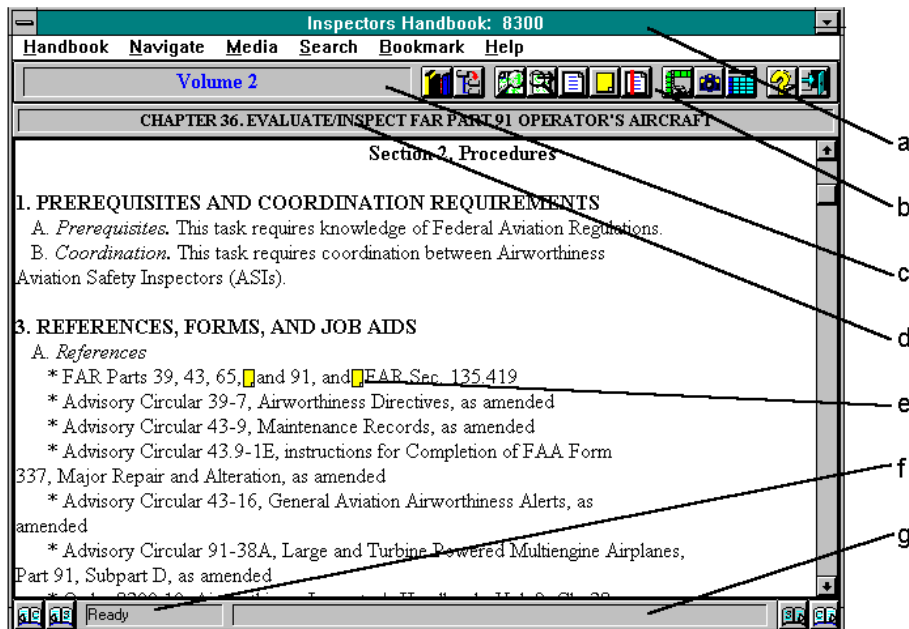 Inspectors Handbook: 8300
Handbook Navigate Media Search Bookmark Help
Volume 2
CHAPTER 36. EVALUATE/INSPECT FAR PART 91 OPERATOR'S AIRCRAFT
Section 2. Procedures
1. PREREQUISITES AND COORDINATION REQUIREMENTS
A. Prerequisites. This task requires knowledge of Federal Aviation Regulations.
B. Coordination. This task requires coordination between Airworthiness
Aviation Safety Inspectors (ASIs).
3. REFERENCES, FORMS, AND JOB AIDS
A. References
* FAR Parts 39, 43, 65, and 91, and FAR Sec. 135.419
* Advisory Circular 39-7, Airworthiness Directives, as amended
* Advisory Circular 43-9, Maintenance Records, as amended
* Advisory Circular 43.9-1E, instructions for Completion of FAA Form
337, Major Repair and Alteration, as amended
* Advisory Circular 43-16, General Aviation Airworthiness Alerts, as
amended
* Advisory Circular 91-38A, Large and Turbine Powered Multiengine Airplanes,
Part 91, Subpart D, as amended
Ready
a
b
c
d
e
f
g